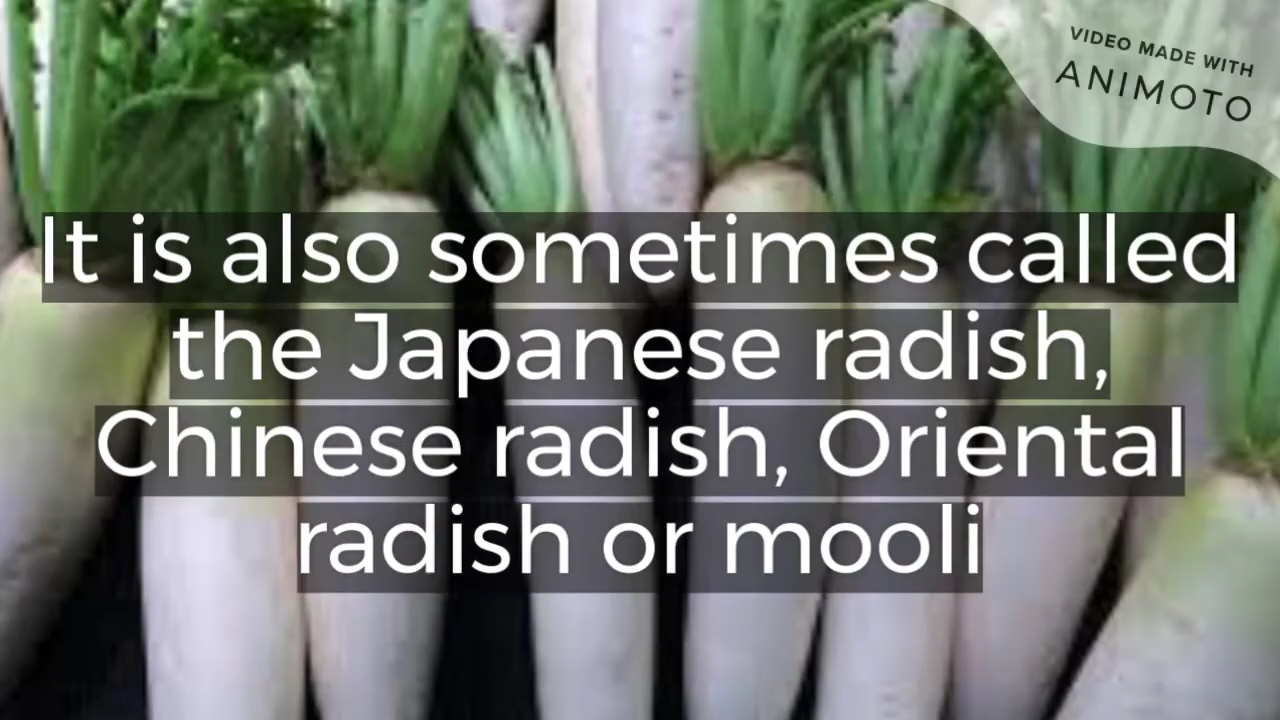 VIDEO MADE WITH
ANIMOTO
It is also sometimes called
the Japanese radish,
Chinese radish, Oriental
radish or mooli